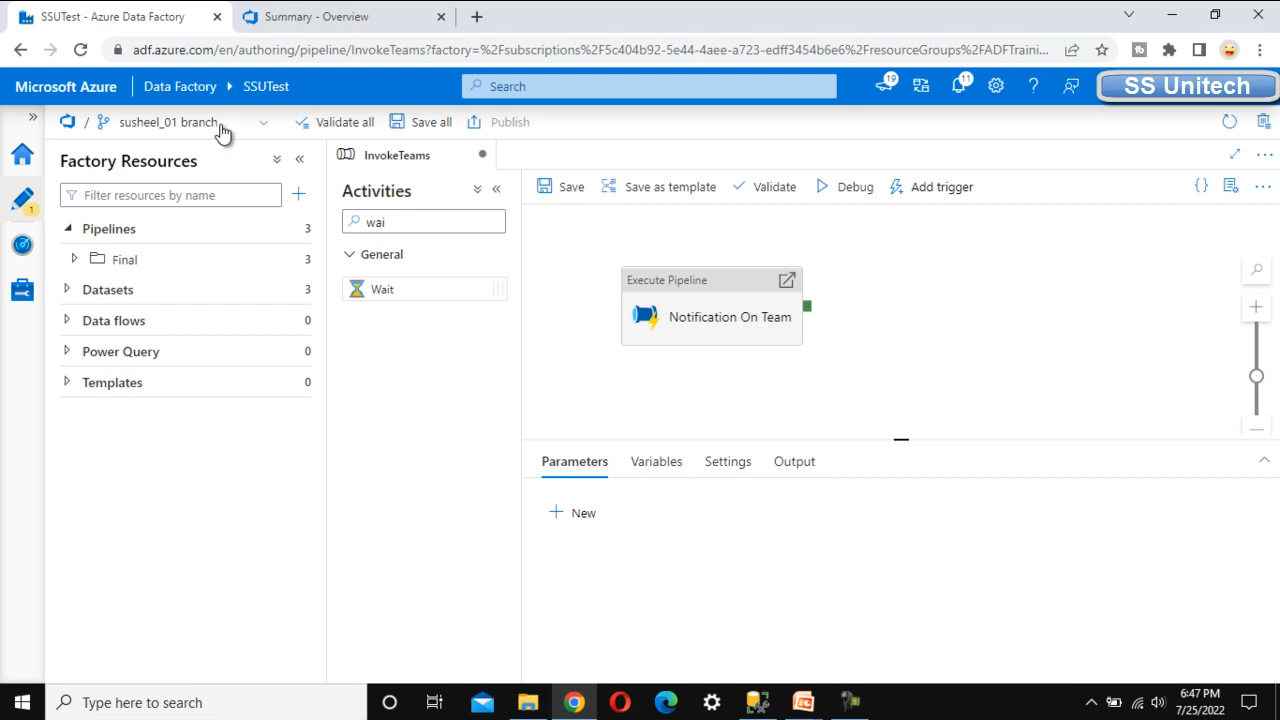 SSUTest - Azure Data Factory
Summary - Overview
adf.azure.com/en/authoring/pipeline/InvokeTeams?factory=%2Fsubscriptions%2F5c404b92-5e44-4aee-a723-edff3454b6e6%2FresourceGroups%2FADFTraini...
Microsoft Azure
Data Factory
SSUTest
Search
19
11
SS Unitech
/
susheel_01 branch
Validate all
Save all
Publish
Factory Resources
Filter resources by name
Pipelines 3
Final 3
Datasets 3
Data flows 0
Power Query 0
Templates 0
1
InvokeTeams
Activities
wai
General
Wait
Save
Save as template
Validate
Debug
Add trigger
{}
Execute Pipeline
Notification On Team
Parameters
Variables
Settings
Output
New
Type here to search
6:47 PM
7/25/2022